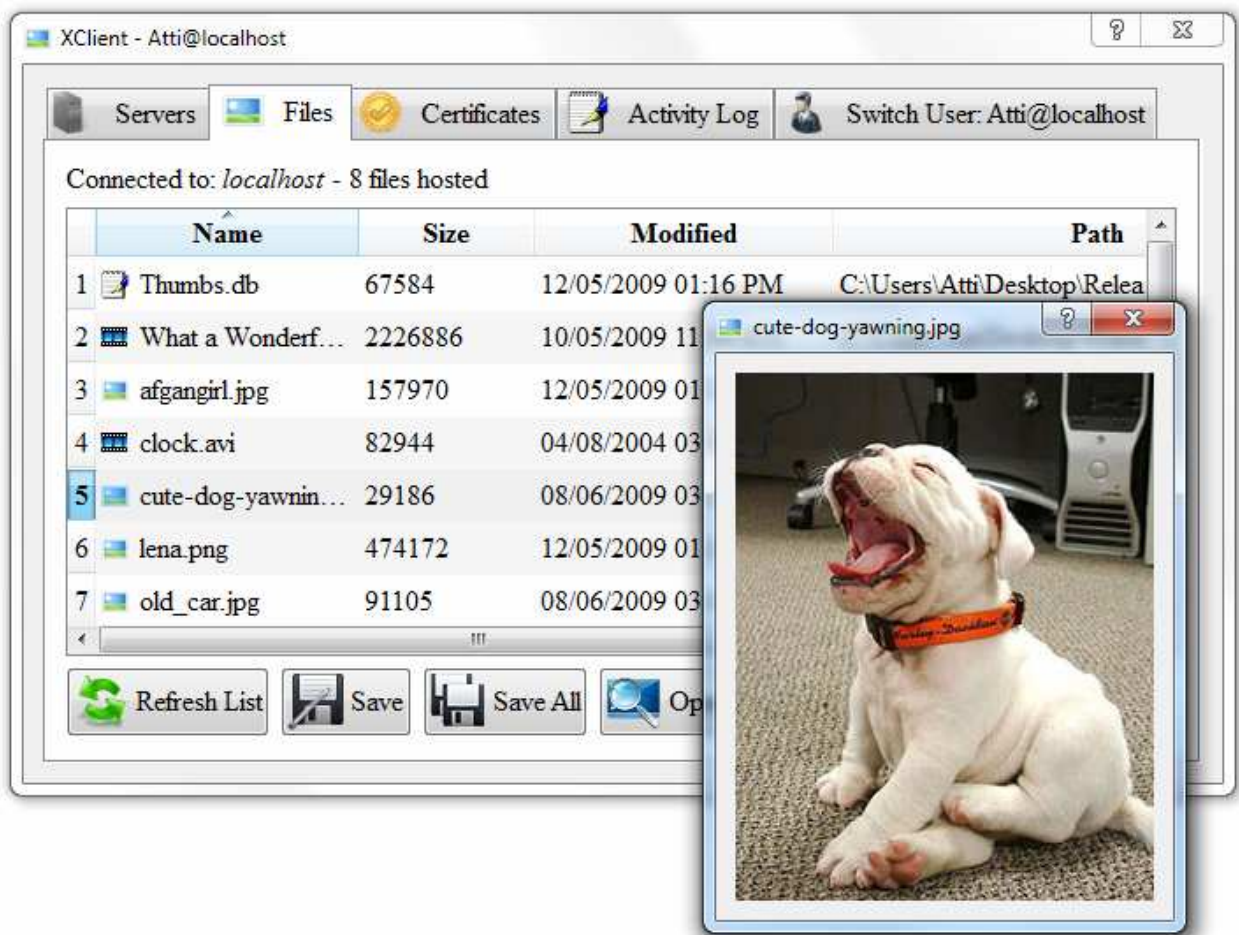 XClient - Atti@localhost
Servers Files Certificates Activity Log Switch User: Atti@localhost
Connected to: localhost - 8 files hosted
Name Size Modified Path
1 Thumbs.db 67584 12/05/2009 01:16 PM C:\Users\Atti\Desktop\Relea
2 What a Wonderf... 2226886 10/05/2009 11
3 afgangirl.jpg 157970 12/05/2009 01
4 clock.avi 82944 04/08/2004 03
5 cute-dog-yawnin... 29186 08/06/2009 03
6 lena.png 474172 12/05/2009 01
7 old_car.jpg 91105 08/06/2009 03
Refresh List Save Save All Op
cute-dog-yawning.jpg
Harley-Davidson